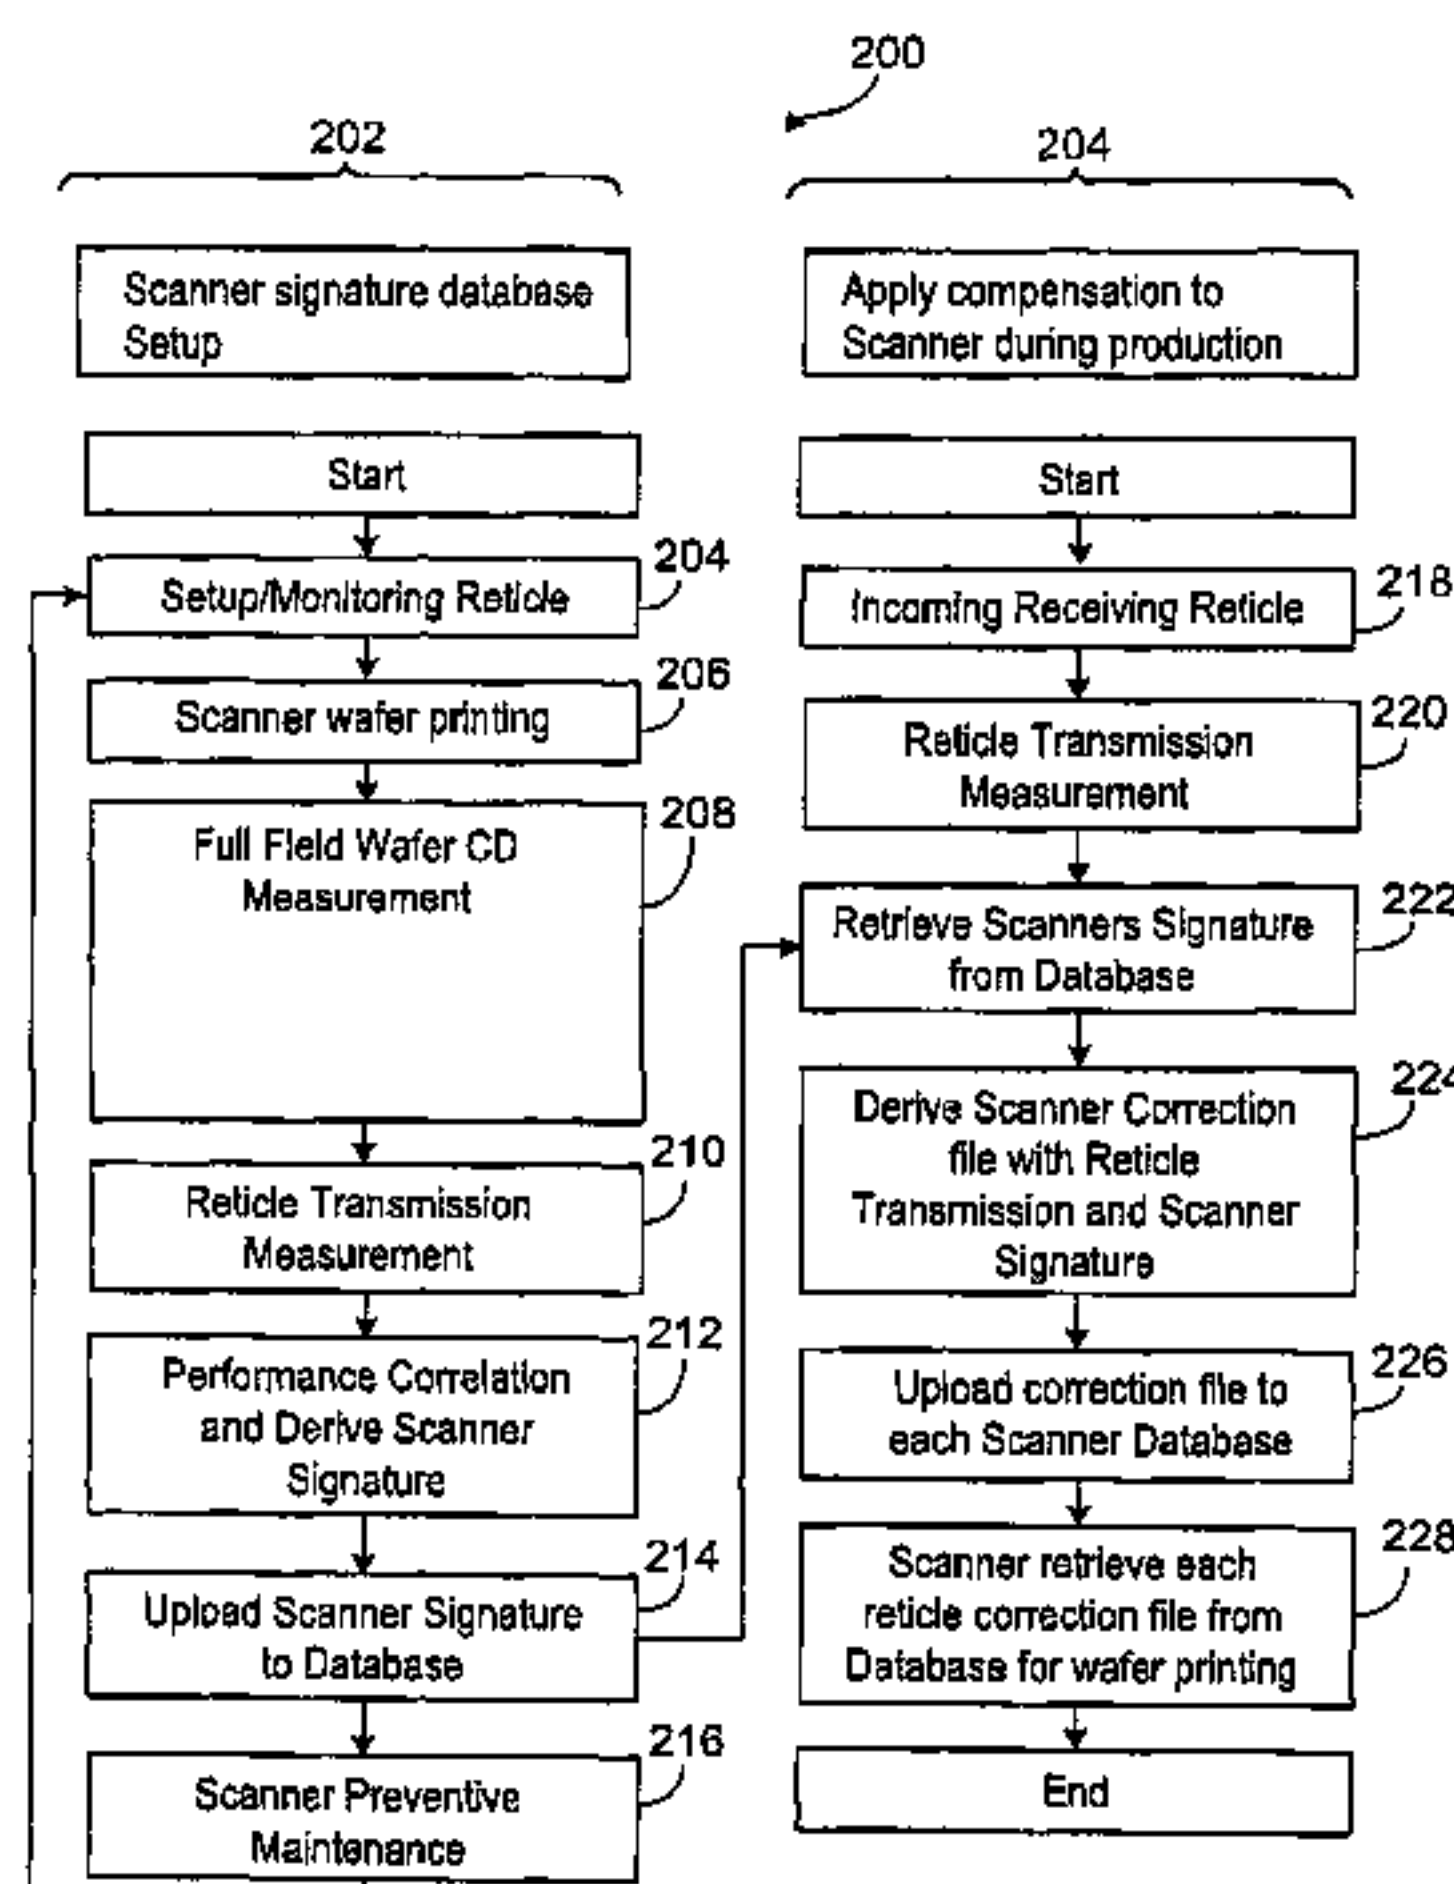 200
202
Scanner signature database
Setup
Start
204
Setup/Monitoring Reticle
206
Scanner wafer printing
208
Full Field Wafer CD
Measurement
210
Reticle Transmission
Measurement
212
Performance Correlation
and Derive Scanner
Signature
214
Upload Scanner Signature
to Database
216
Scanner Preventive
Maintenance
204
Apply compensation to
Scanner during production
Start
218
Incoming Receiving Reticle
220
Reticle Transmission
Measurement
222
Retrieve Scanners Signature
from Database
224
Derive Scanner Correction
file with Reticle
Transmission and Scanner
Signature
226
Upload correction file to
each Scanner Database
228
Scanner retrieve each
reticle correction file from
Database for wafer printing
End